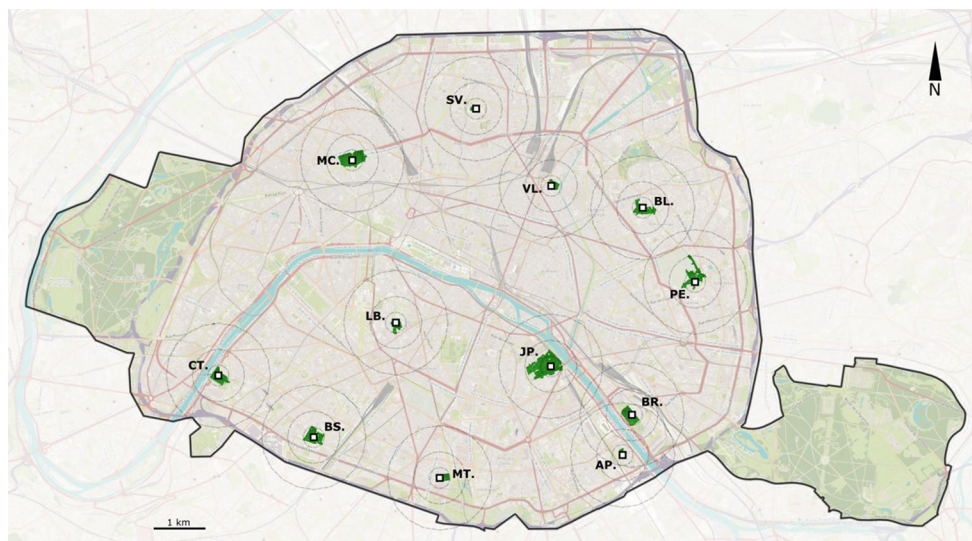 SV.
N
MC.
VL.
BL.
PE.
LB.
JP.
CT.
BR.
BS.
AP.
MT.
1 km